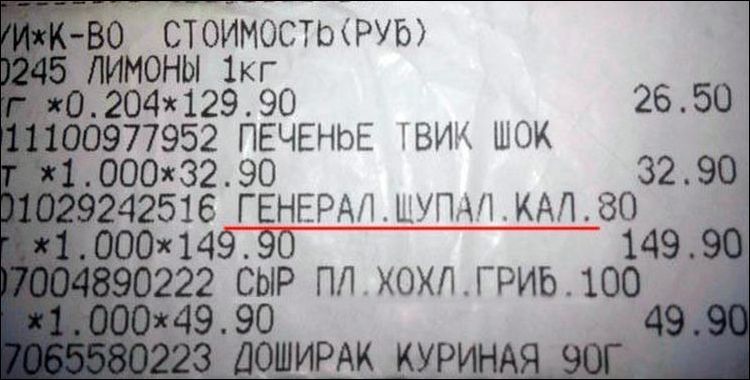 УИ*К-ВО СТОИМОСТЬ(РУБ)
0245 ЛИМОНЫ 1кг
г *0.204*129.90 26.50
011100977952 ПЕЧЕНЬЕ ТВИК ШОК
т *1.000*32.90 32.90
01029242516 ГЕНЕРАЛ.ЩУПАЛ.КАЛ.80
*1.000*149.90 149.90
07004890222 СЫР ПЛ.ХОХЛ.ГРИБ.100
*1.000*49.90 49.90
7065580223 ДОШИРАК КУРИНАЯ 90Г